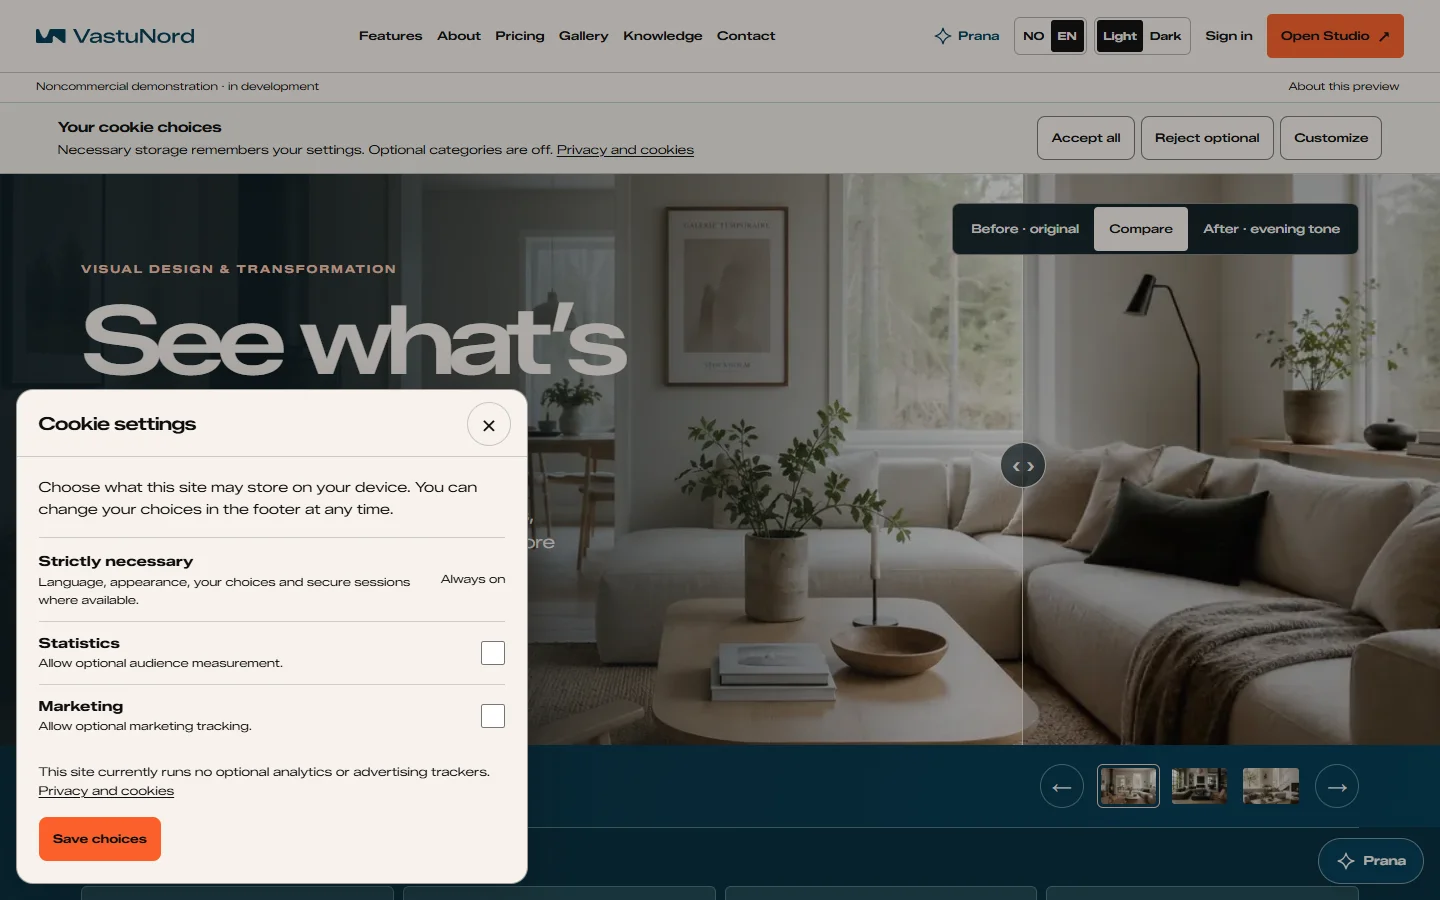 VastuNord
Features About Pricing Gallery Knowledge Contact
Prana NO EN Light Dark Sign in Open Studio ↗
Noncommercial demonstration · in development
About this preview
Your cookie choices
Necessary storage remembers your settings. Optional categories are off. Privacy and cookies
Accept all Reject optional Customize
Before · original Compare After · evening tone
VISUAL DESIGN & TRANSFORMATION
See what's
Cookie settings
Choose what this site may store on your device. You can
change your choices in the footer at any time.
Strictly necessary
Language, appearance, your choices and secure sessions
where available.
Always on
Statistics
Allow optional audience measurement.
Marketing
Allow optional marketing tracking.
This site currently runs no optional analytics or advertising trackers.
Privacy and cookies
Save choices
Prana